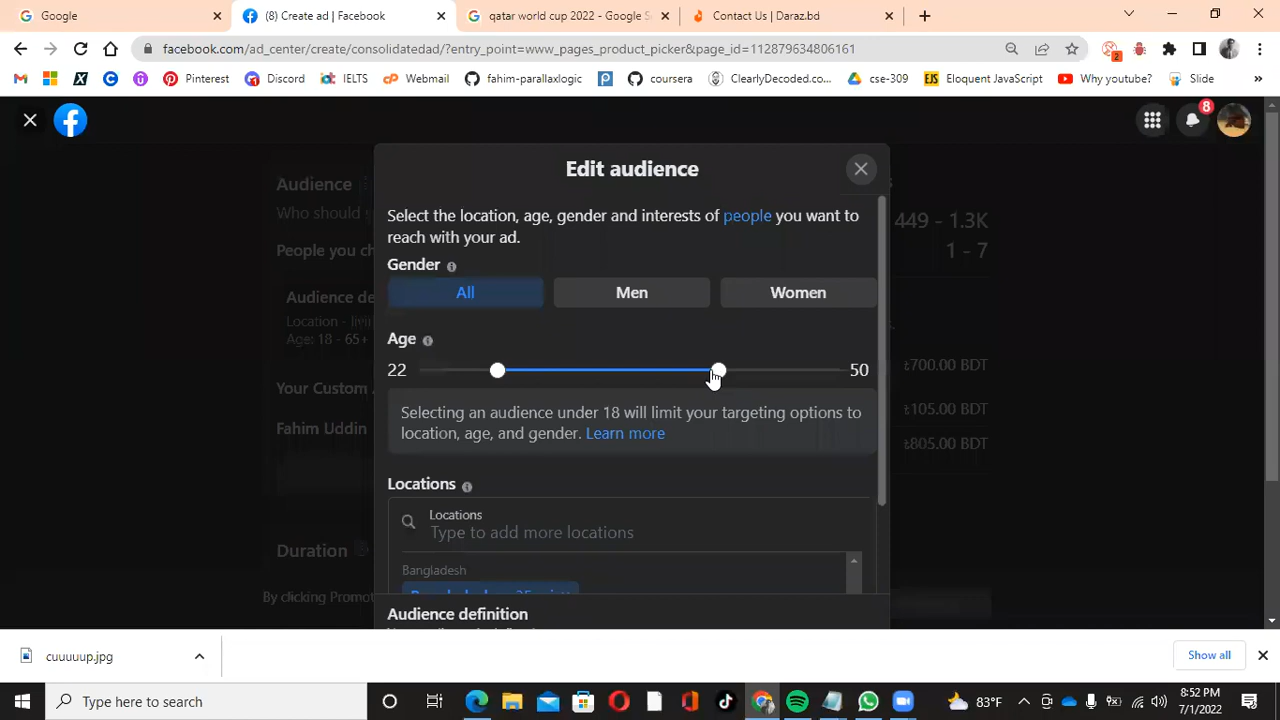 Google
(8) Create ad | Facebook
qatar world cup 2022 - Google S
Contact Us | Daraz.bd
facebook.com/ad_center/create/consolidatedad/?entry_point=www_pages_product_picker&page_id=112879654806161
2
Pinterest
Discord
IELTS
Webmail
fahim-parallaxlogic
coursera
ClearlyDecoded.co...
cse-309
EJS
Eloquent JavaScript
Why youtube?
Slide
»
8
Edit audience
Audience
Who should
People you ch
Audience de
Location - livi
Age: 18 - 65+
Your Custom
Fahim Uddin
Duration
By clicking Promot
Select the location, age, gender and interests of people you want to
reach with your ad.
Gender
All
Men
Women
Age
22
50
Selecting an audience under 18 will limit your targeting options to
location, age, and gender. Learn more
Locations
Locations
Type to add more locations
Bangladesh
Audience definition
449 - 1.3K
1 - 7
৳700.00 BDT
৳105.00 BDT
৳805.00 BDT
cuuuuup.jpg
Show all
Type here to search
83°F
8:52 PM
7/1/2022